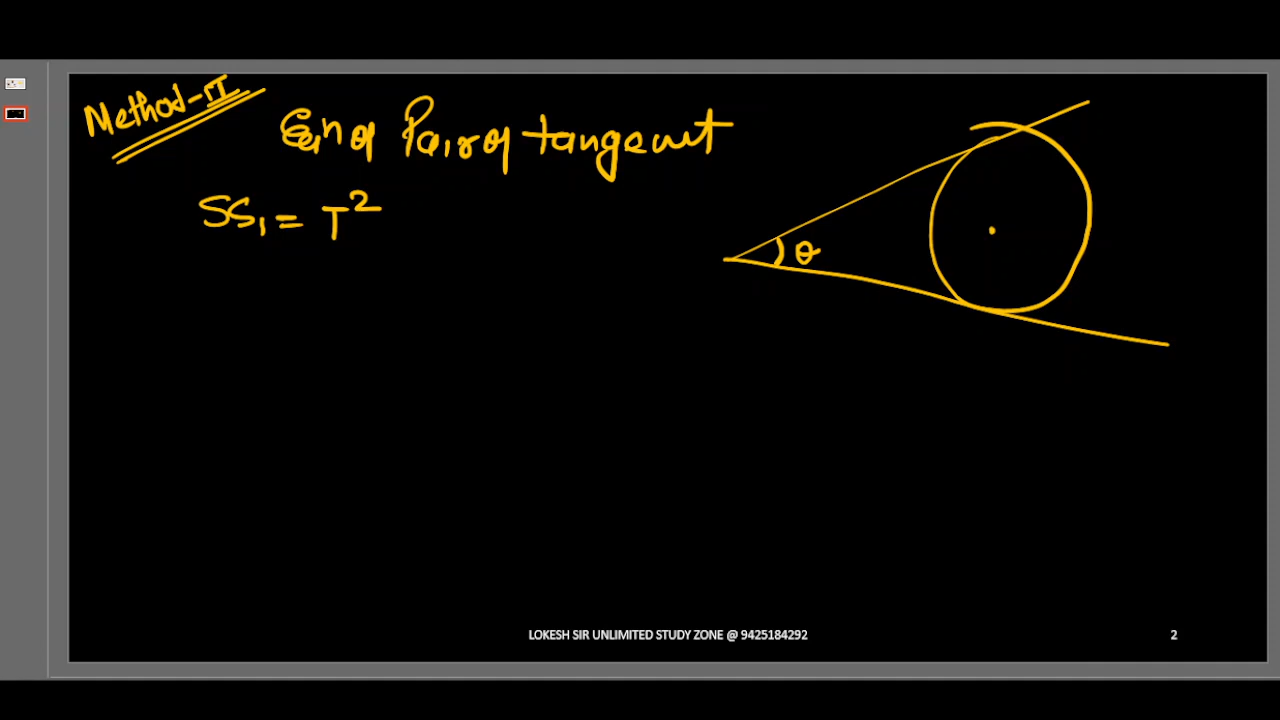 Method-II
Eqn of Pair of tangent
SS₁ = T²
θ
LOKESH SIR UNLIMITED STUDY ZONE @ 9425184292
2